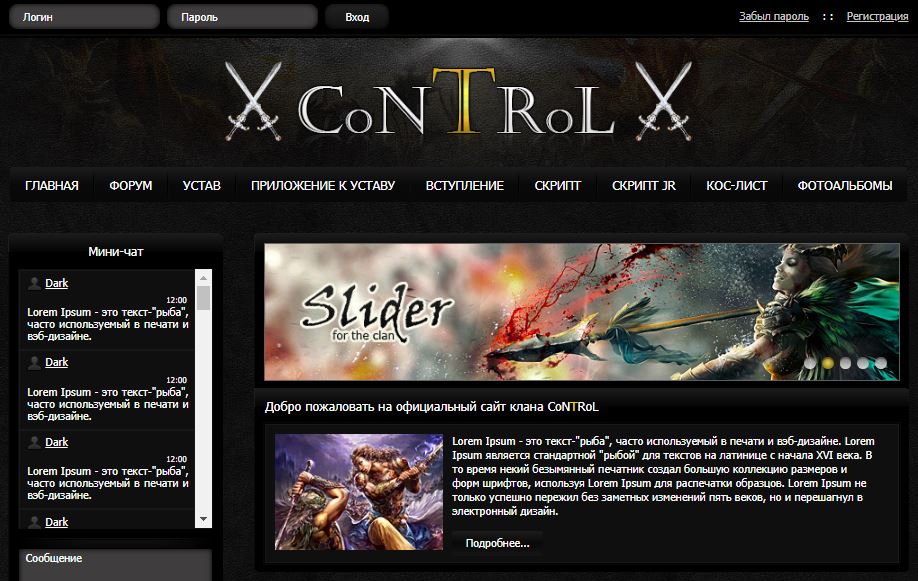 Логин Пароль Вход Забыл пароль :: Регистрация
CoNTRoL
ГЛАВНАЯ ФОРУМ УСТАВ ПРИЛОЖЕНИЕ К УСТАВУ ВСТУПЛЕНИЕ СКРИПТ СКРИПТ JR КОС-ЛИСТ ФОТОАЛЬБОМЫ
Мини-чат
Dark
12:00
Lorem Ipsum - это текст-"рыба",
часто используемый в печати и
вэб-дизайне.
Dark
12:00
Lorem Ipsum - это текст-"рыба",
часто используемый в печати и
вэб-дизайне.
Dark
12:00
Lorem Ipsum - это текст-"рыба",
часто используемый в печати и
вэб-дизайне.
Dark
Сообщение
Slider
for the clan
Добро пожаловать на официальный сайт клана CoNTRoL
Lorem Ipsum - это текст-"рыба", часто используемый в печати и вэб-дизайне. Lorem
Ipsum является стандартной "рыбой" для текстов на латинице с начала XVI века. В
то время некий безымянный печатник создал большую коллекцию размеров и
форм шрифтов, используя Lorem Ipsum для распечатки образцов. Lorem Ipsum не
только успешно пережил без заметных изменений пять веков, но и перешагнул в
электронный дизайн.
Подробнее...